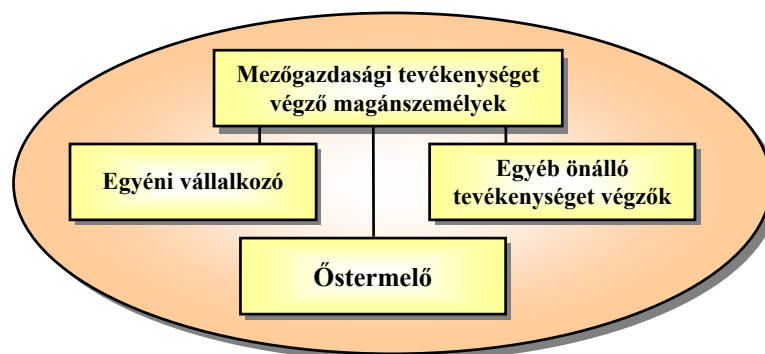 Mezőgazdasági tevékenységet
végző magánszemélyek
Egyéni vállalkozó
Egyéb önálló
tevékenységet végzők
Őstermelő